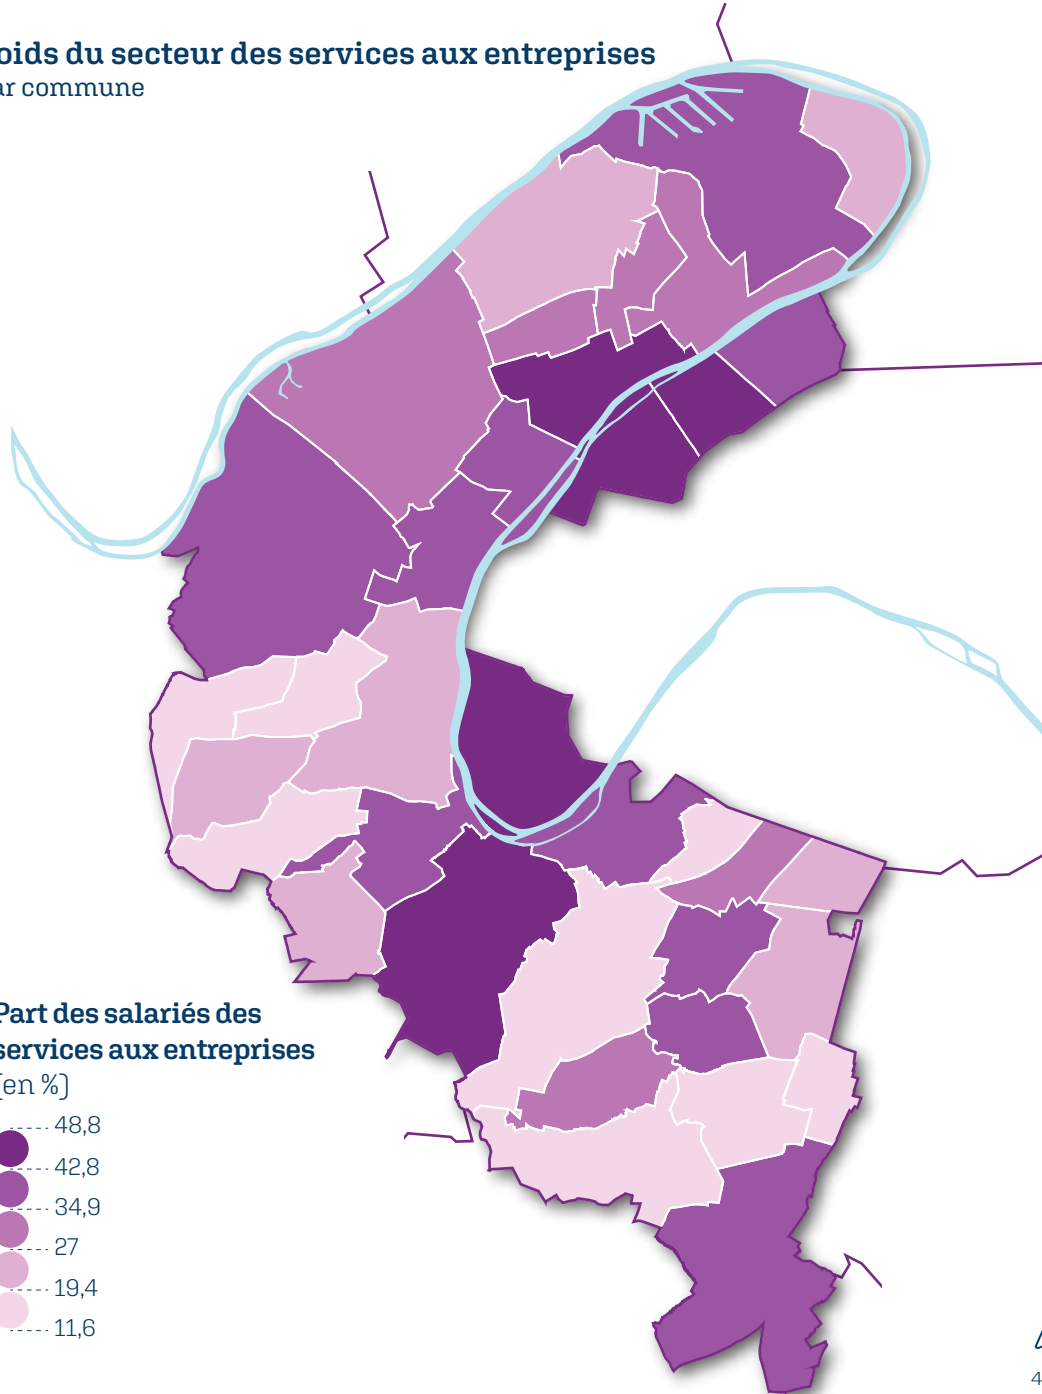 oids du secteur des services aux entreprises
ar commune
Part des salariés des
services aux entreprises
(en %)
48,8
42,8
34,9
27
19,4
11,6
4